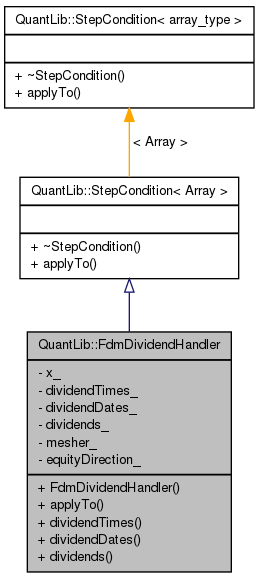 QuantLib::StepCondition< array_type >
+ ~StepCondition()
+ applyTo()
< Array >
QuantLib::StepCondition< Array >
+ ~StepCondition()
+ applyTo()
QuantLib::FdmDividendHandler
- x_
- dividendTimes_
- dividendDates_
- dividends_
- mesher_
- equityDirection_
+ FdmDividendHandler()
+ applyTo()
+ dividendTimes()
+ dividendDates()
+ dividends()